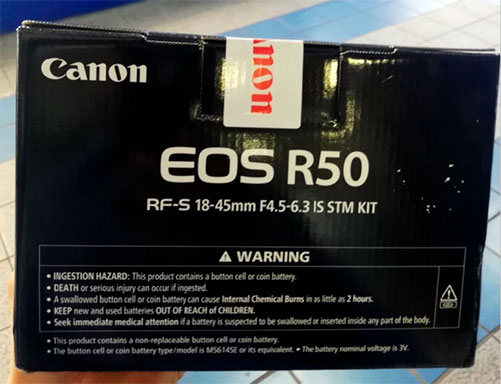 Canon
Canon
EOS R50
RF-S 18-45mm F4.5-6.3 IS STM KIT
⚠ WARNING
• INGESTION HAZARD: This product contains a button cell or coin battery.
• DEATH or serious injury can occur if ingested.
• A swallowed button cell or coin battery can cause Internal Chemical Burns in as little as 2 hours.
• KEEP new and used batteries OUT OF REACH of CHILDREN.
• Seek immediate medical attention if a battery is suspected to be swallowed or inserted inside any part of the body.
• This product contains a non-replaceable button cell or coin battery.
• The button cell or coin battery type/model is MS614SE or its equivalent. • The battery nominal voltage is 3V.